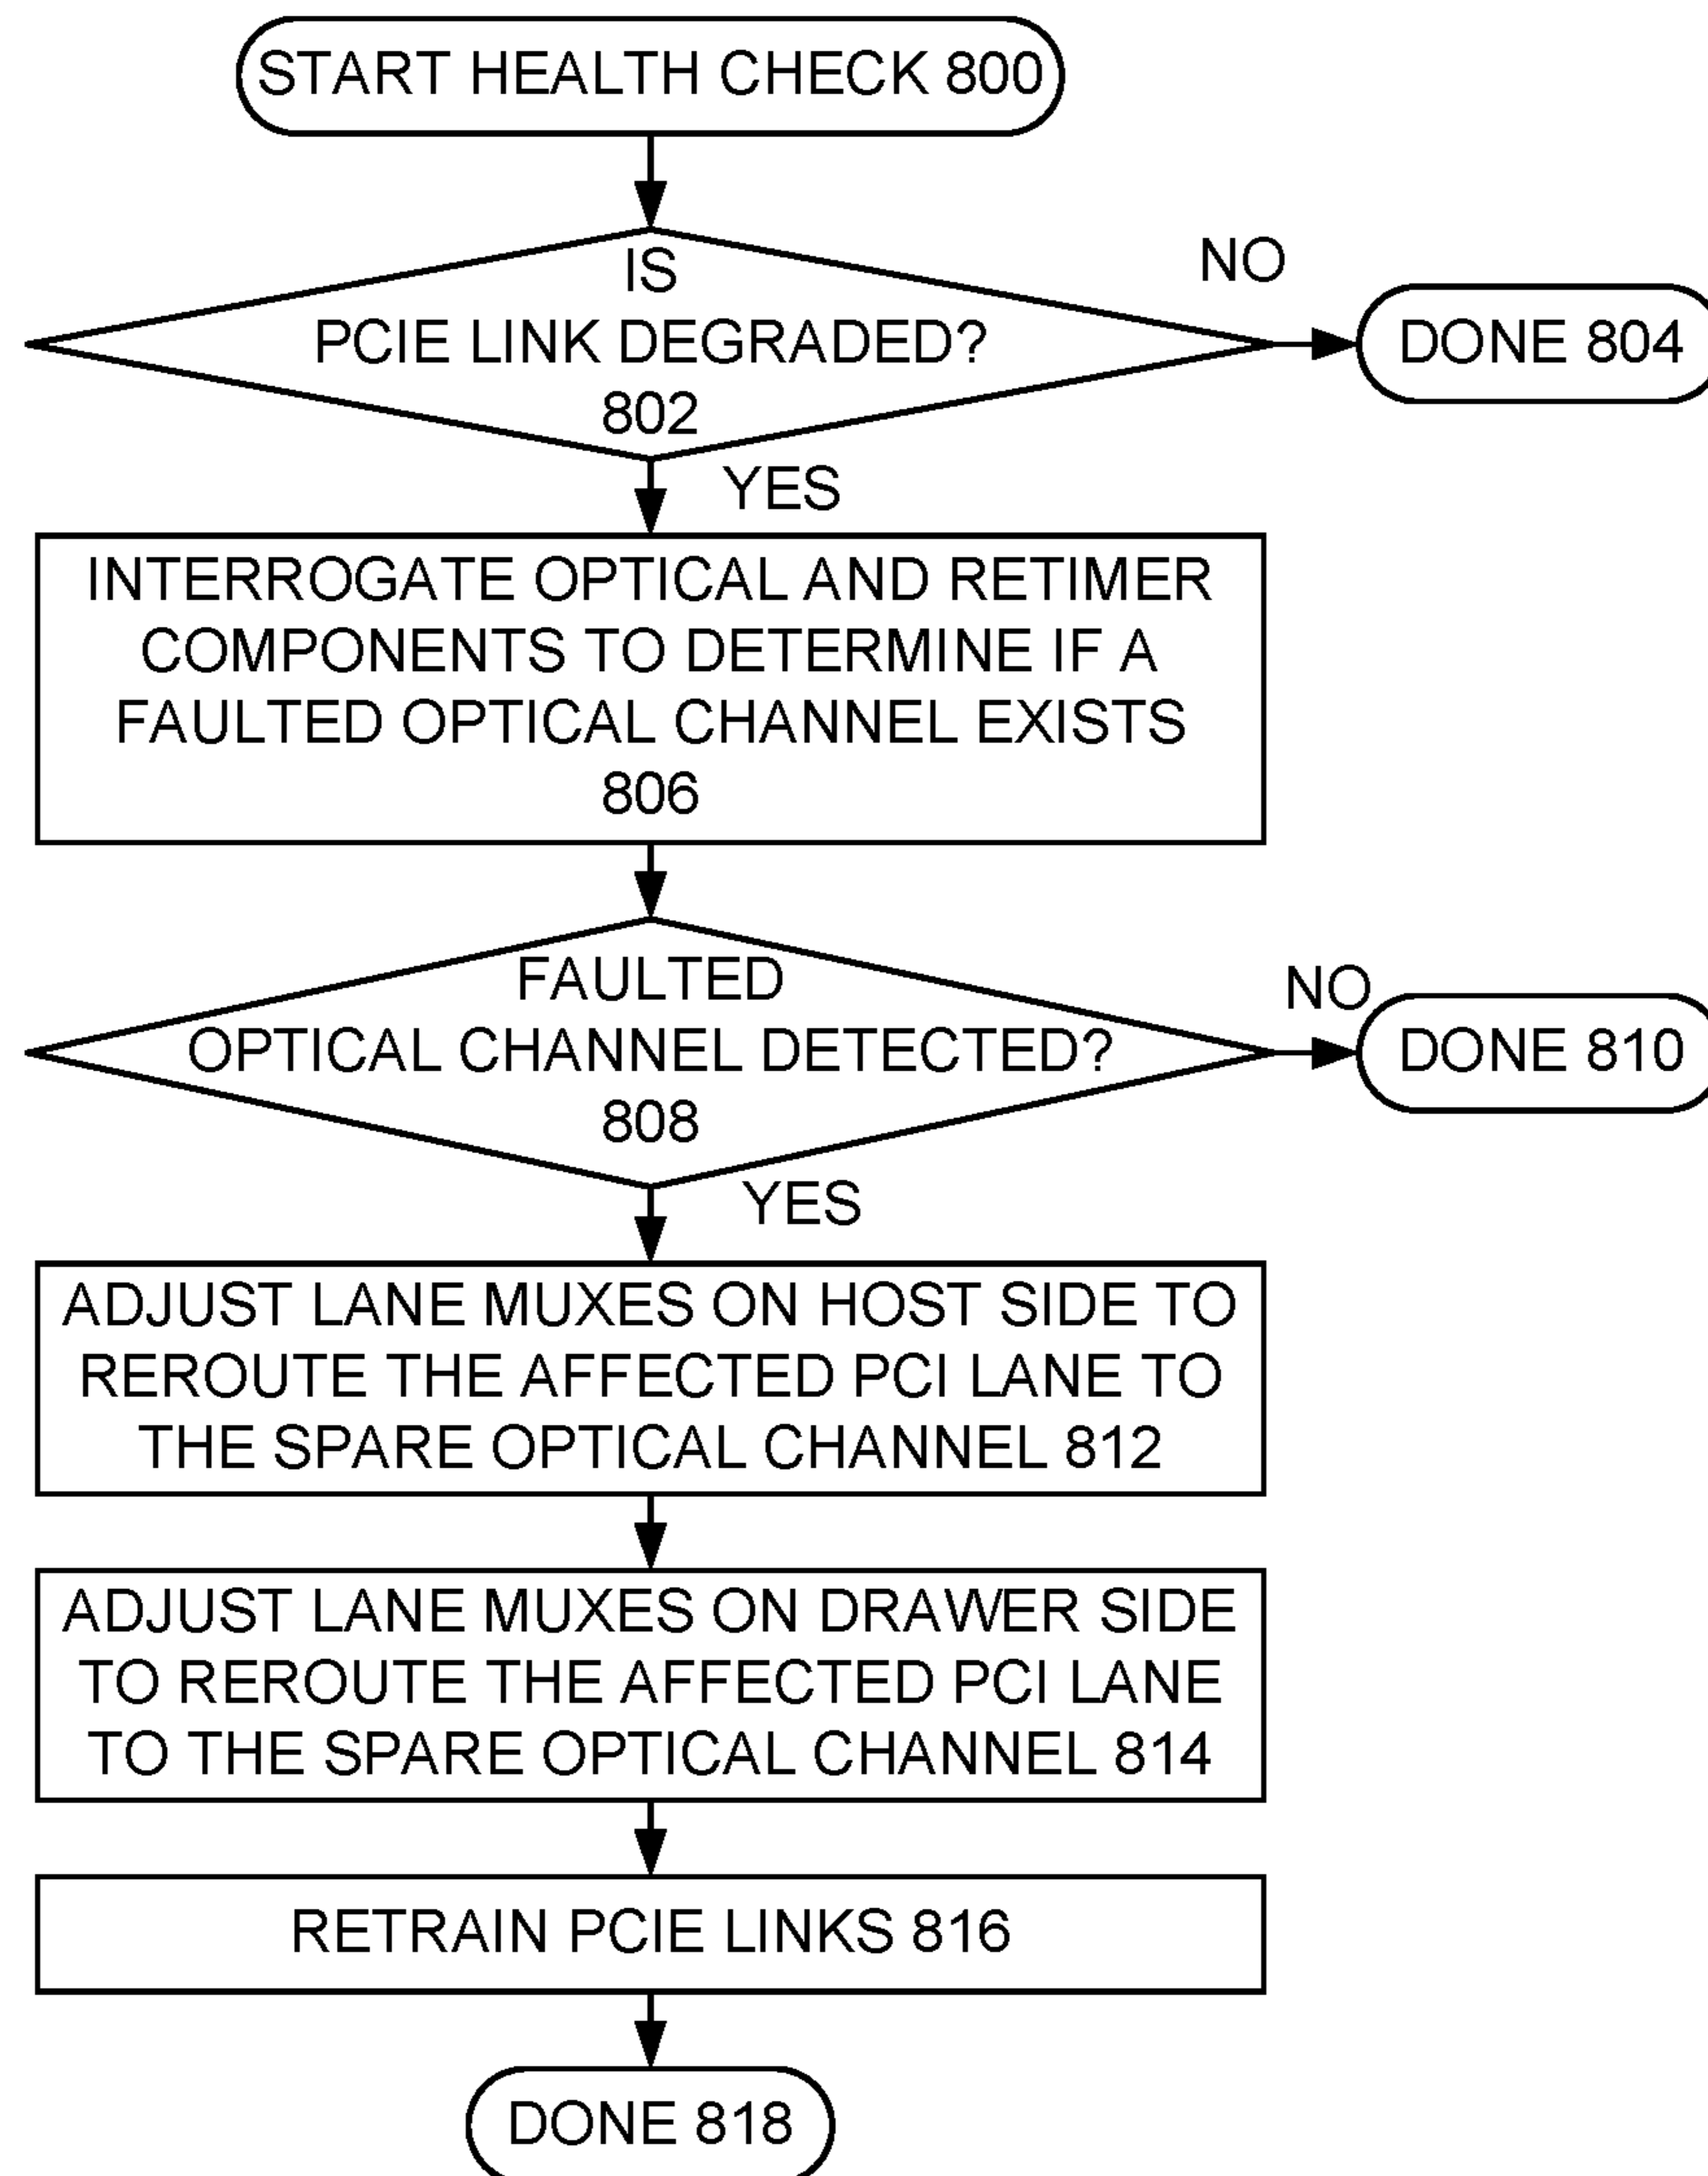 START HEALTH CHECK 800
IS
PCIE LINK DEGRADED?
802
NO
DONE 804
YES
INTERROGATE OPTICAL AND RETIMER
COMPONENTS TO DETERMINE IF A
FAULTED OPTICAL CHANNEL EXISTS
806
FAULTED
OPTICAL CHANNEL DETECTED?
808
NO
DONE 810
YES
ADJUST LANE MUXES ON HOST SIDE TO
REROUTE THE AFFECTED PCI LANE TO
THE SPARE OPTICAL CHANNEL 812
ADJUST LANE MUXES ON DRAWER SIDE
TO REROUTE THE AFFECTED PCI LANE
TO THE SPARE OPTICAL CHANNEL 814
RETRAIN PCIE LINKS 816
DONE 818